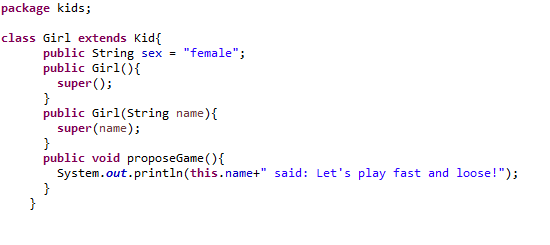 package kids;
class Girl extends Kid{
public String sex = "female";
public Girl(){
super();
}
public Girl(String name){
super(name);
}
public void proposeGame(){
System.out.println(this.name+" said: Let's play fast and loose!");
}
}